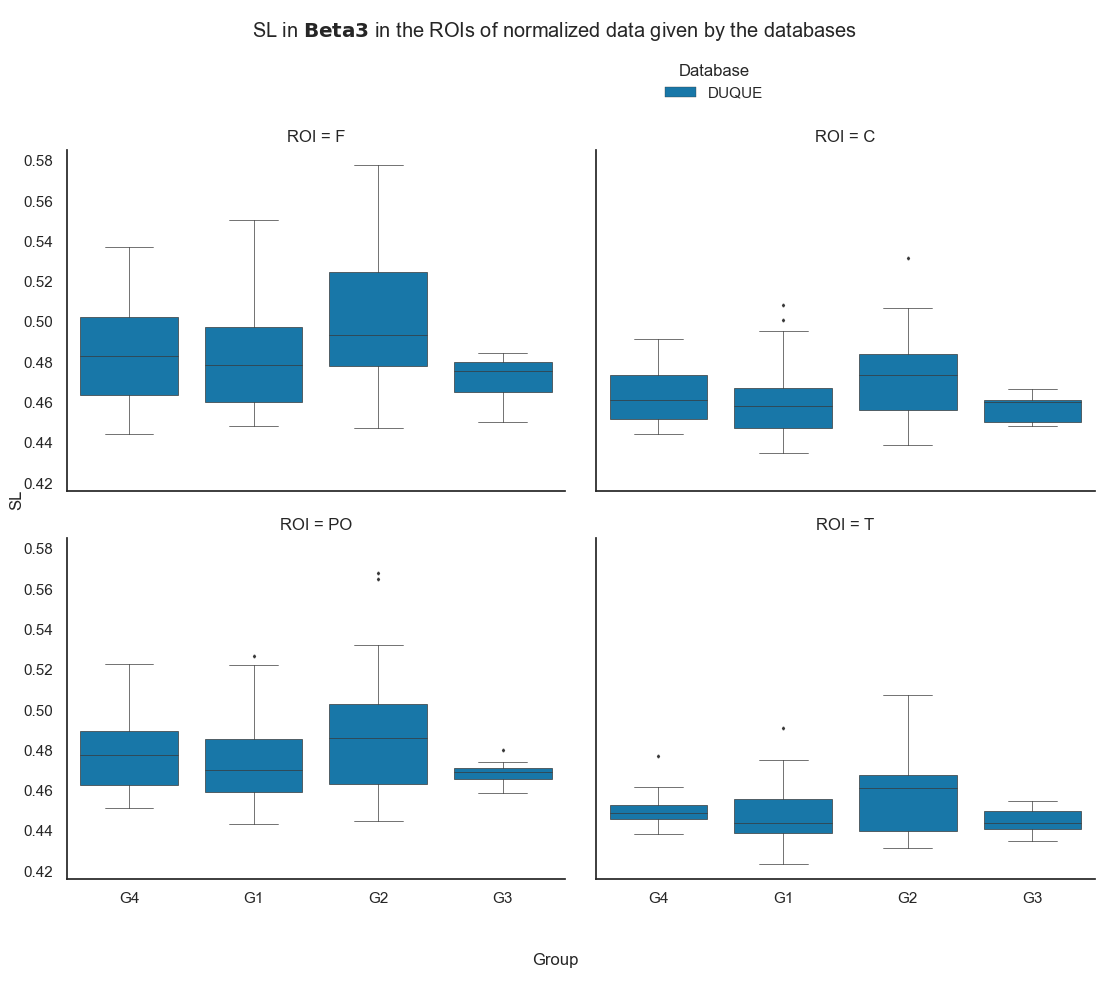 SL in Beta3 in the ROIs of normalized data given by the databases
Database
DUQUE
ROI = F
ROI = C
0.58
0.56
0.54
0.52
0.50
0.48
0.46
0.44
0.42
SL
ROI = PO
ROI = T
0.58
0.56
0.54
0.52
0.50
0.48
0.46
0.44
0.42
G4 G1 G2 G3
G4 G1 G2 G3
Group